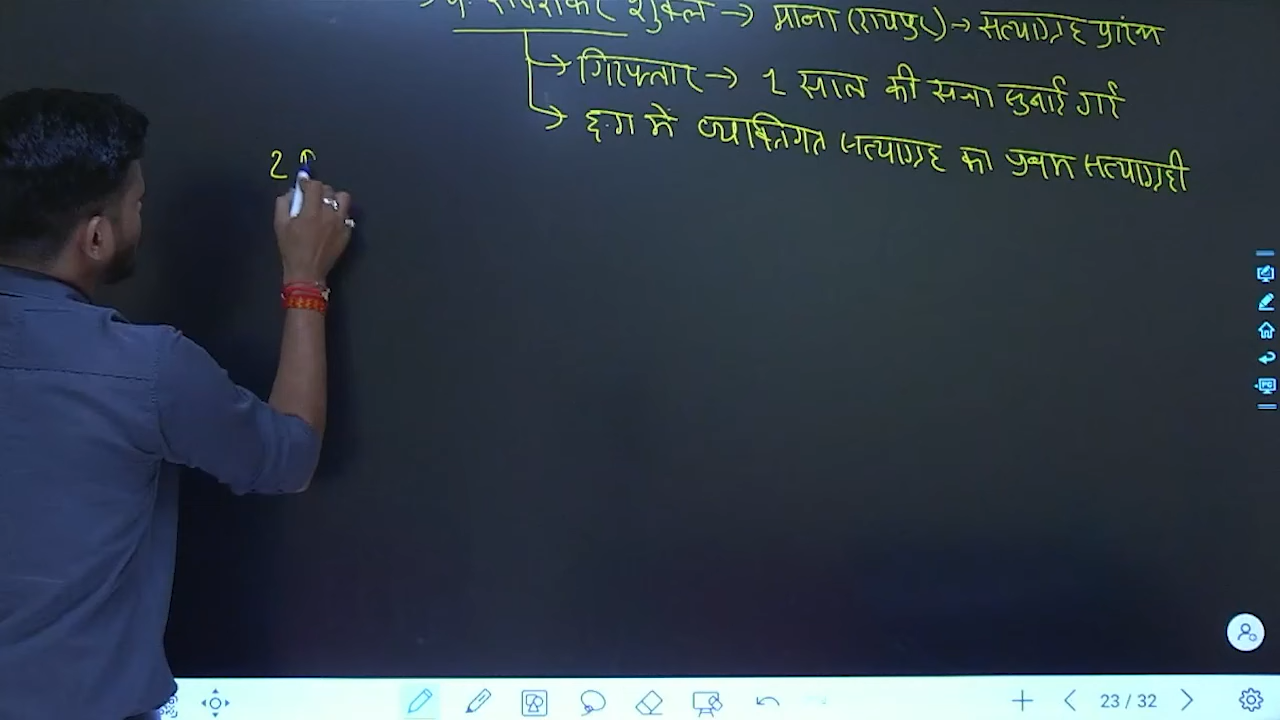 → पं. रविशंकर शुक्ल → माना (रायपुर) → सत्याग्रह प्रारंभ
→ गिरफ्तार → 1 साल की सजा सुनाई गई
→ छ.ग में व्यक्तिगत सत्याग्रह का प्रथम सत्याग्रही
2
23 / 32